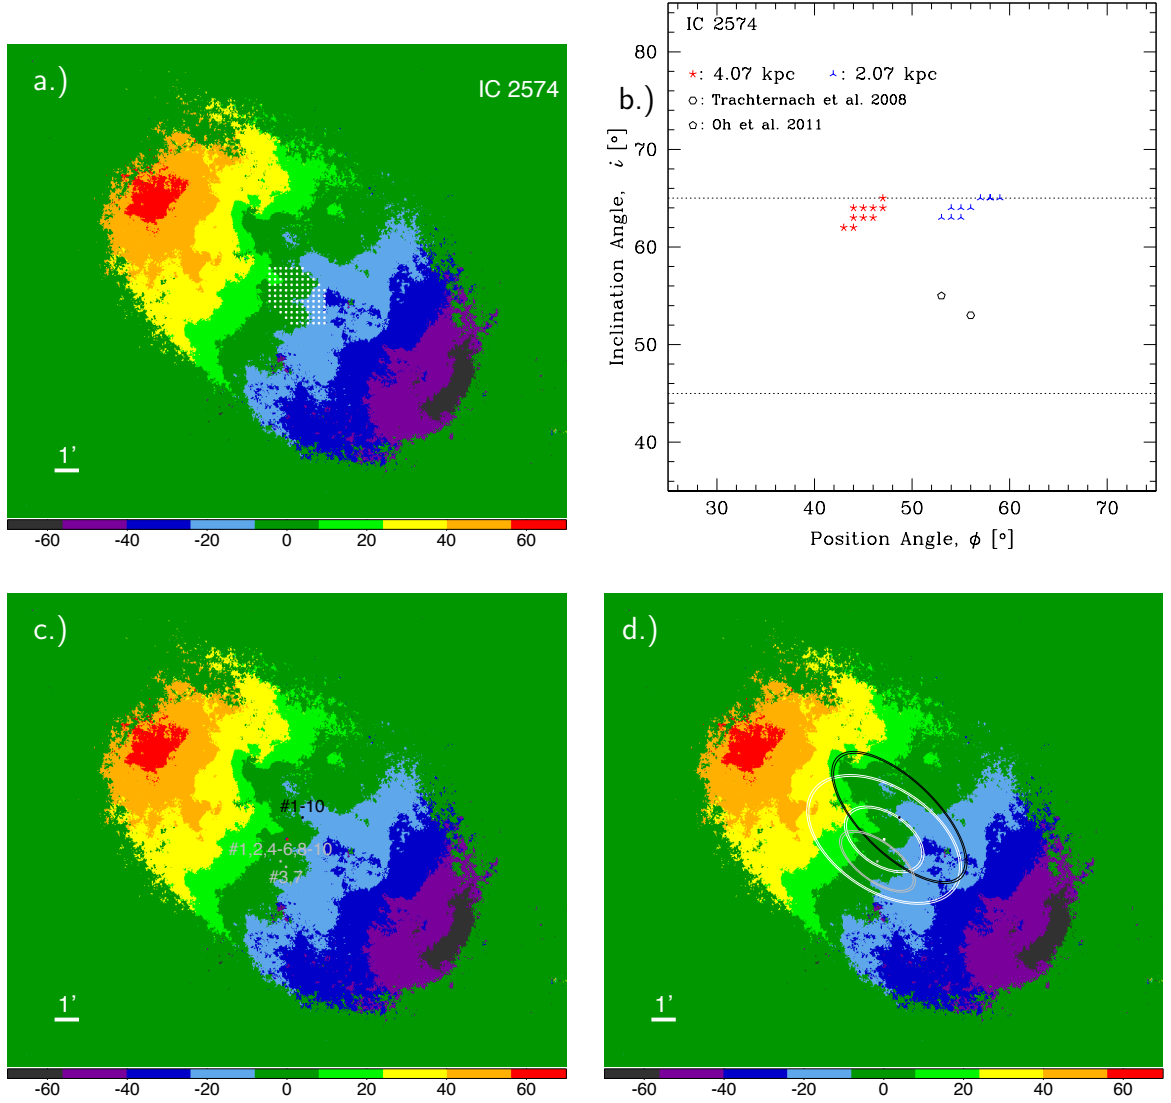 a.)
IC 2574
1'
-60 -40 -20 0 20 40 60
IC 2574
80
70
60
50
40
: 4.07 kpc : 2.07 kpc
b.)
: Trachternach et al. 2008
: Oh et al. 2011
Inclination Angle, i [°]
30 40 50 60 70
Position Angle, ϕ [°]
c.)
#1-10
#1,2,4-6,8-10
#3,7
1'
-60 -40 -20 0 20 40 60
d.)
1'
-60 -40 -20 0 20 40 60